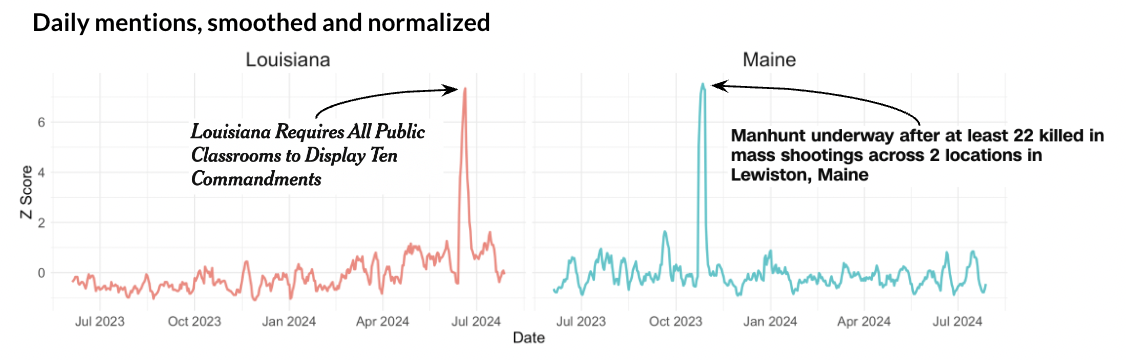 Daily mentions, smoothed and normalized
Louisiana
Maine
Louisiana Requires All Public
Classrooms to Display Ten
Commandments
Manhunt underway after at least 22 killed in
mass shootings across 2 locations in
Lewiston, Maine
Z Score
6
4
2
0
Jul 2023
Oct 2023
Jan 2024
Apr 2024
Jul 2024
Jul 2023
Oct 2023
Jan 2024
Apr 2024
Jul 2024
Date